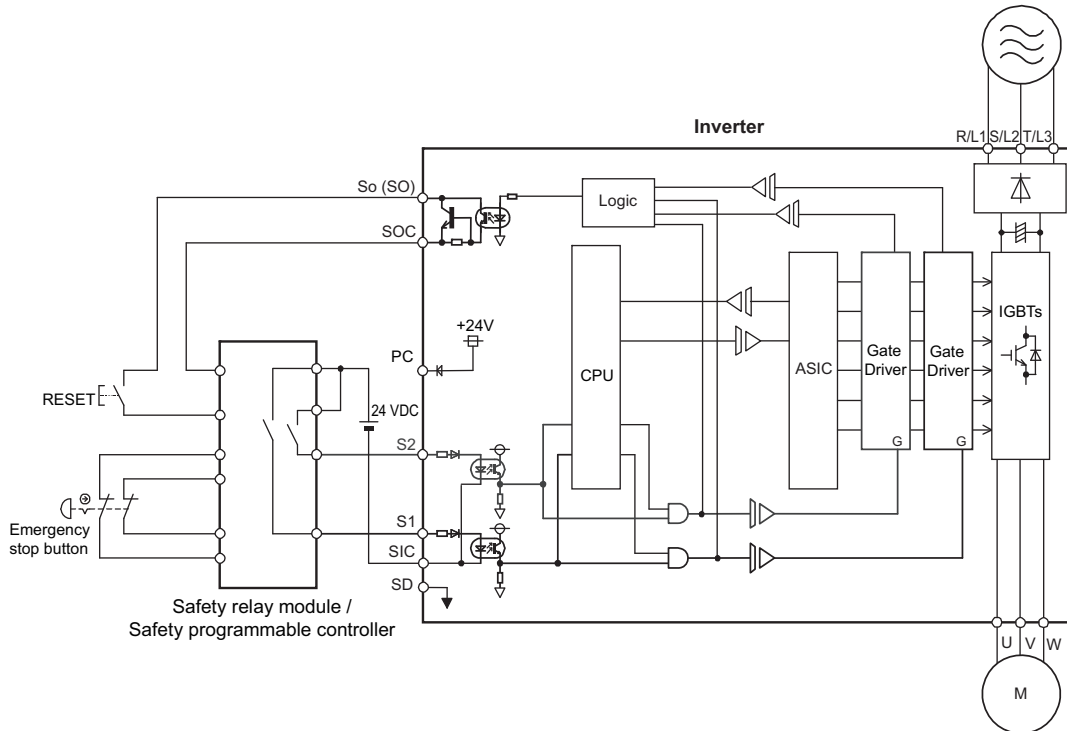 Inverter
R/L1 S/L2 T/L3
So (SO)
SOC
Logic
+24V
PC
CPU
ASIC
Gate
Driver
G
Gate
Driver
G
IGBTs
RESET
24 VDC
S2
Emergency
stop button
S1
SIC
SD
Safety relay module /
Safety programmable controller
U V W
M